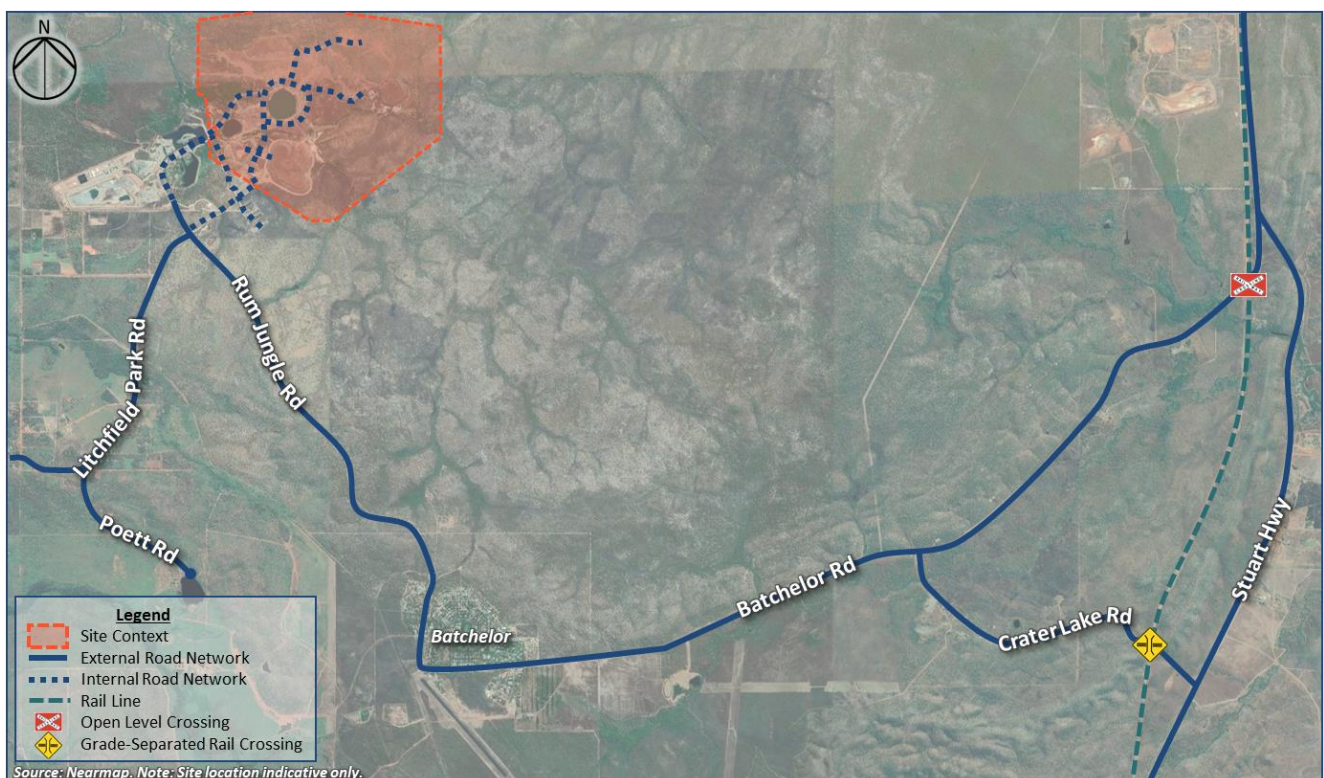 N
Rum Jungle Rd
Litchfield Park Rd
Poett Rd
Batchelor
Batchelor Rd
Crater Lake Rd
Stuart Hwy
Legend
Site Context
External Road Network
Internal Road Network
Rail Line
Open Level Crossing
Grade-Separated Rail Crossing
Source: Nearmap. Note: Site location indicative only.